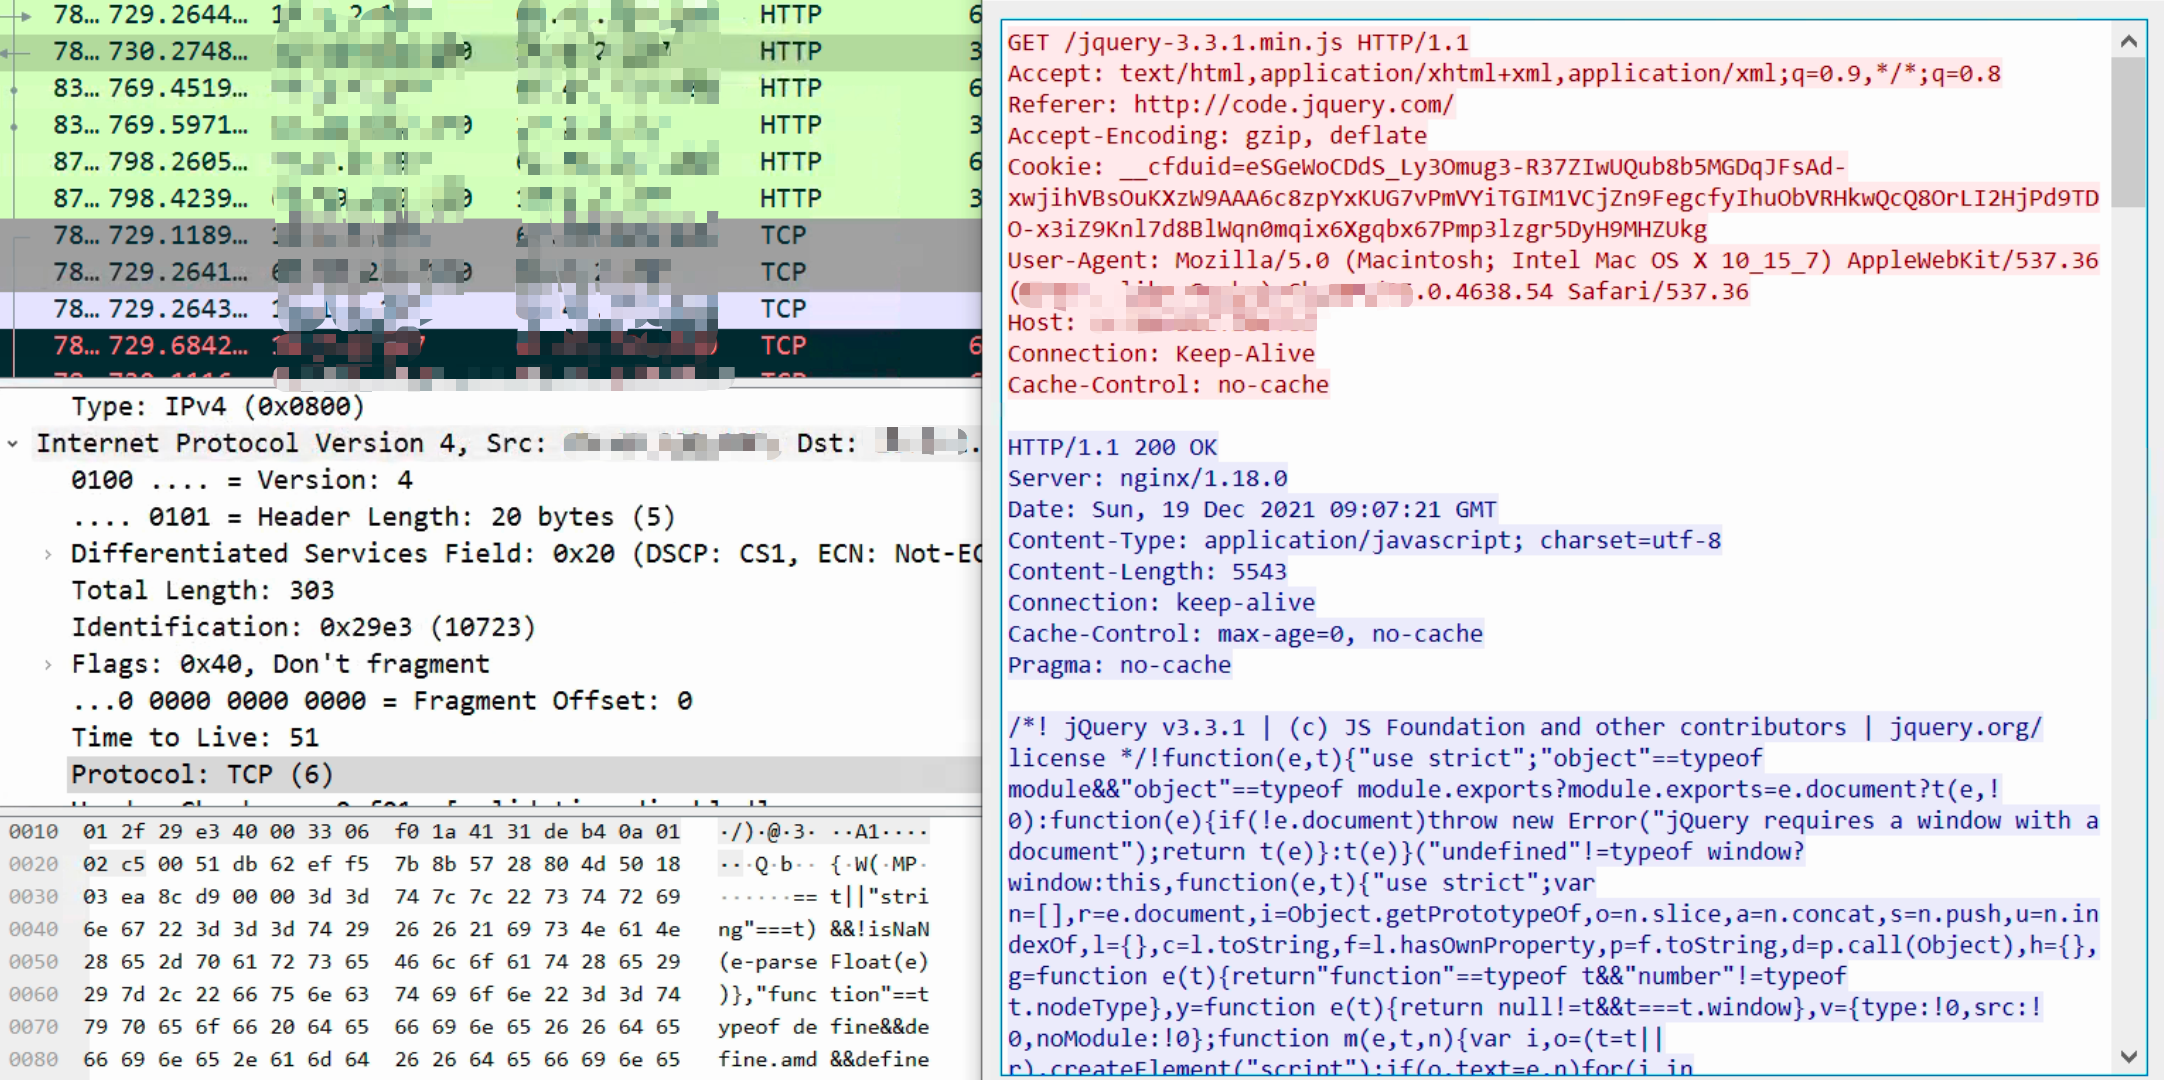 78… 729.2644… HTTP 6
78… 730.2748… HTTP 3
83… 769.4519… HTTP 6
83… 769.5971… HTTP 3
87… 798.2605… HTTP 6
87… 798.4239… HTTP 3
78… 729.1189… TCP
78… 729.2641… TCP
78… 729.2643… TCP
78… 729.6842… TCP 6
Type: IPv4 (0x0800)
Internet Protocol Version 4, Src: Dst:
0100 .... = Version: 4
.... 0101 = Header Length: 20 bytes (5)
Differentiated Services Field: 0x20 (DSCP: CS1, ECN: Not-EC
Total Length: 303
Identification: 0x29e3 (10723)
Flags: 0x40, Don't fragment
...0 0000 0000 0000 = Fragment Offset: 0
Time to Live: 51
Protocol: TCP (6)
0010 01 2f 29 e3 40 00 33 06 f0 1a 41 31 de b4 0a 01 ·/)·@·3· ··A1····
0020 02 c5 00 51 db 62 ef f5 7b 8b 57 28 80 4d 50 18 ···Q·b·· {·W(·MP·
0030 03 ea 8c d9 00 00 3d 3d 74 7c 7c 22 73 74 72 69 ······== t||"stri
0040 6e 67 22 3d 3d 3d 74 29 26 26 21 69 73 4e 61 4e ng"===t) &&!isNaN
0050 28 65 2d 70 61 72 73 65 46 6c 6f 61 74 28 65 29 (e-parse Float(e)
0060 29 7d 2c 22 66 75 6e 63 74 69 6f 6e 22 3d 3d 74 )},"func tion"==t
0070 79 70 65 6f 66 20 64 65 66 69 6e 65 26 26 64 65 ypeof de fine&&de
0080 66 69 6e 65 2e 61 6d 64 26 26 64 65 66 69 6e 65 fine.amd &&define
GET /jquery-3.3.1.min.js HTTP/1.1
Accept: text/html,application/xhtml+xml,application/xml;q=0.9,*/*;q=0.8
Referer: http://code.jquery.com/
Accept-Encoding: gzip, deflate
Cookie: __cfduid=eSGeWoCDdS_Ly3Omug3-R37ZIwUQub8b5MGDqJFsAd-
xwjihVBsOuKXzW9AAA6c8zpYxKUG7vPmVYiTGIM1VCjZn9FegcfyIhuObVRHkwQcQ8OrLI2HjPd9TD
O-x3iZ9Knl7d8BlWqn0mqix6Xgqbx67Pmp3lzgr5DyH9MHZUkg
User-Agent: Mozilla/5.0 (Macintosh; Intel Mac OS X 10_15_7) AppleWebKit/537.36
.0.4638.54 Safari/537.36
Host:
Connection: Keep-Alive
Cache-Control: no-cache
HTTP/1.1 200 OK
Server: nginx/1.18.0
Date: Sun, 19 Dec 2021 09:07:21 GMT
Content-Type: application/javascript; charset=utf-8
Content-Length: 5543
Connection: keep-alive
Cache-Control: max-age=0, no-cache
Pragma: no-cache
/*! jQuery v3.3.1 | (c) JS Foundation and other contributors | jquery.org/
license */!function(e,t){"use strict";"object"==typeof
module&&"object"==typeof module.exports?module.exports=e.document?t(e,!
0):function(e){if(!e.document)throw new Error("jQuery requires a window with a
document");return t(e)}:t(e)}("undefined"!=typeof window?
window:this,function(e,t){"use strict";var
n=[],r=e.document,i=Object.getPrototypeOf,o=n.slice,a=n.concat,s=n.push,u=n.in
dexOf,l={},c=l.toString,f=l.hasOwnProperty,p=f.toString,d=p.call(Object),h={},
g=function e(t){return"function"==typeof t&&"number"!=typeof
t.nodeType},y=function e(t){return null!=t&&t===t.window},v={type:!0,src:!
0,noModule:!0};function m(e,t,n){var i,o=(t=t||
r).createElement("script");if(o.text=e,n)for(i in